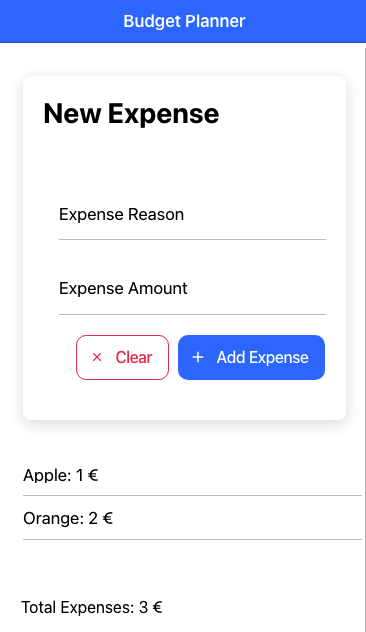 Budget Planner
New Expense
Expense Reason
Expense Amount
Clear
Add Expense
Apple: 1 €
Orange: 2 €
Total Expenses: 3 €